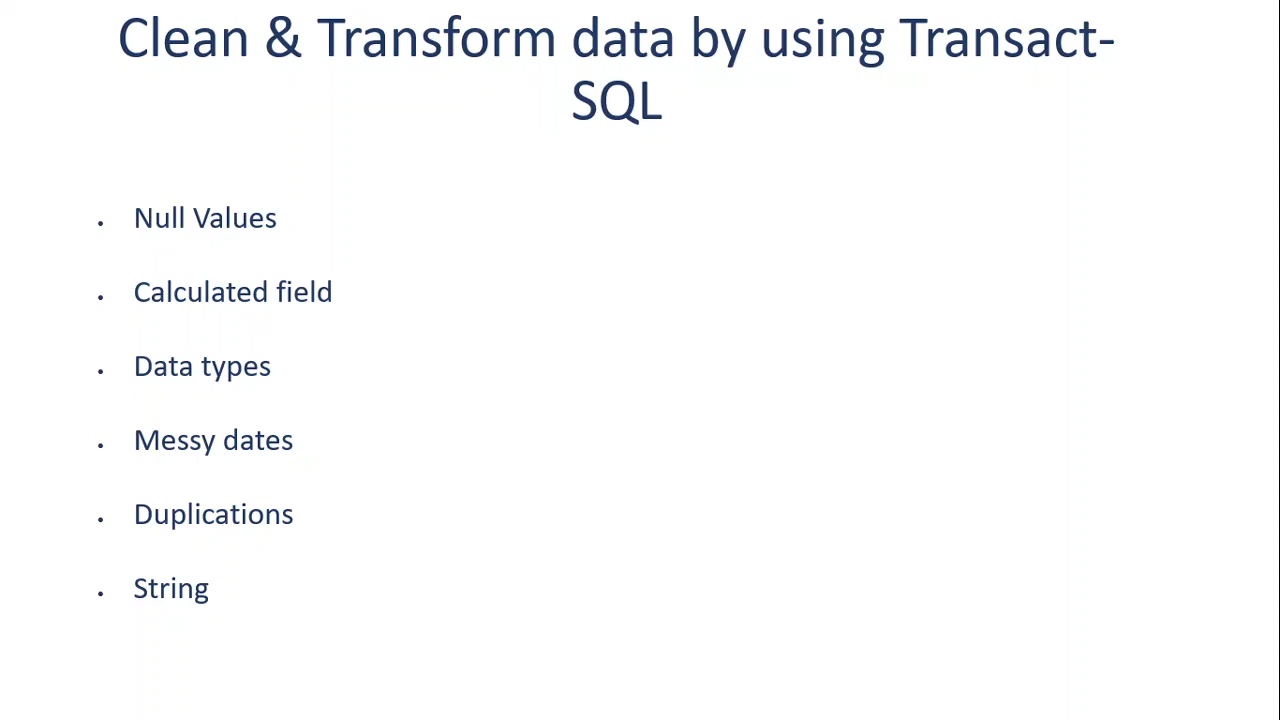 Clean & Transform data by using Transact-
SQL
• Null Values
• Calculated field
• Data types
• Messy dates
• Duplications
• String